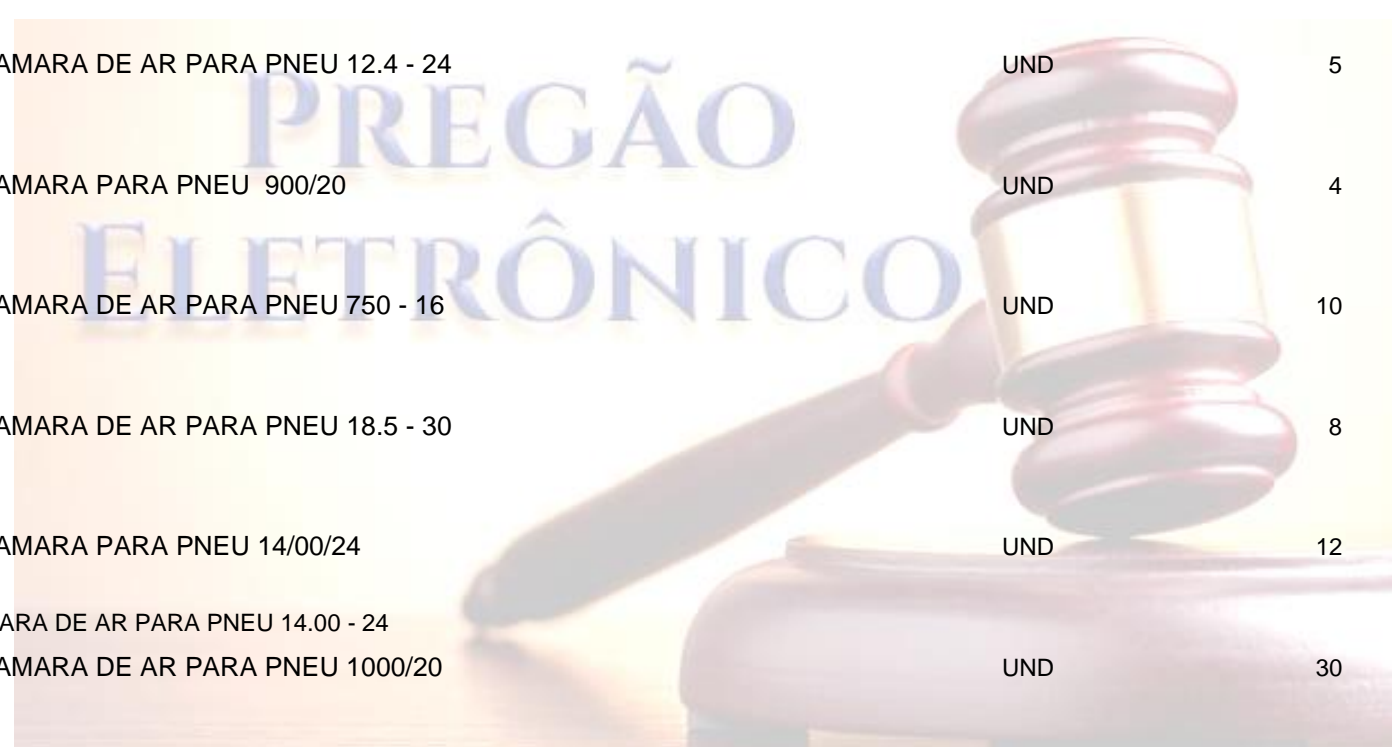 AMARA DE AR PARA PNEU 12.4 - 24 UND 5
PREGÃO
AMARA PARA PNEU 900/20 UND 4
ELETRÔNICO
AMARA DE AR PARA PNEU 750 - 16 UND 10
AMARA DE AR PARA PNEU 18.5 - 30 UND 8
AMARA PARA PNEU 14/00/24 UND 12
ARA DE AR PARA PNEU 14.00 - 24
AMARA DE AR PARA PNEU 1000/20 UND 30